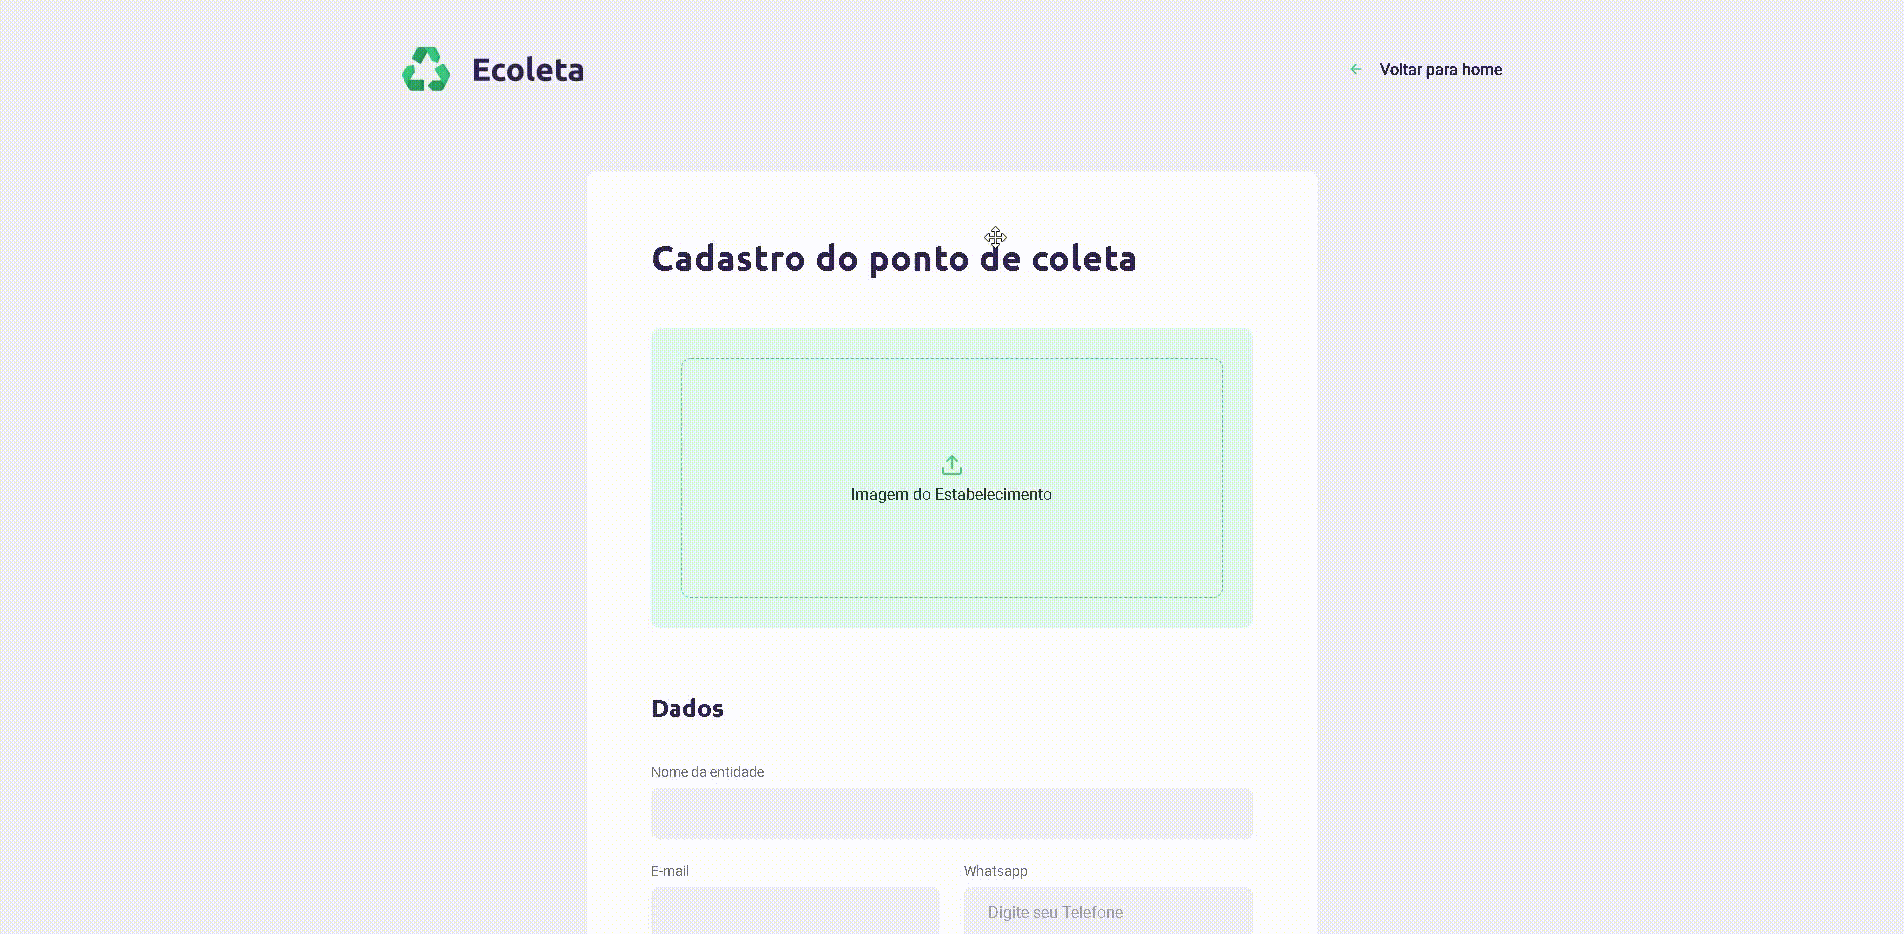 Ecoleta
Voltar para home
Cadastro do ponto de coleta
Imagem do Estabelecimento
Dados
Nome da entidade
E-mail
Whatsapp
Digite seu Telefone